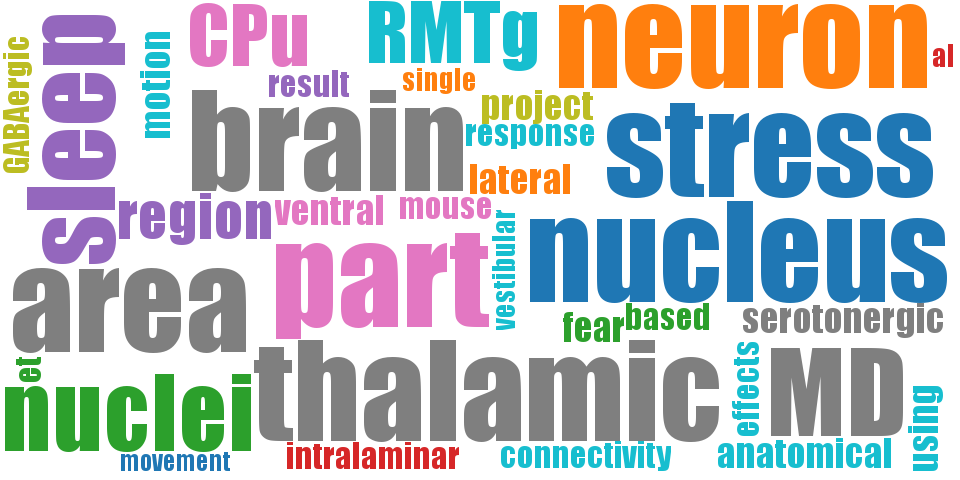 CPu
RMTg
neuron
al
GABAergic
sleep
motion
result
single
brain
project
response
stress
lateral
region
ventral
mouse
nucleus
vestibular
area
part
fear
based
serotonergic
et
nuclei
thalamic
effects
MD
using
movement
intralaminar
connectivity
anatomical